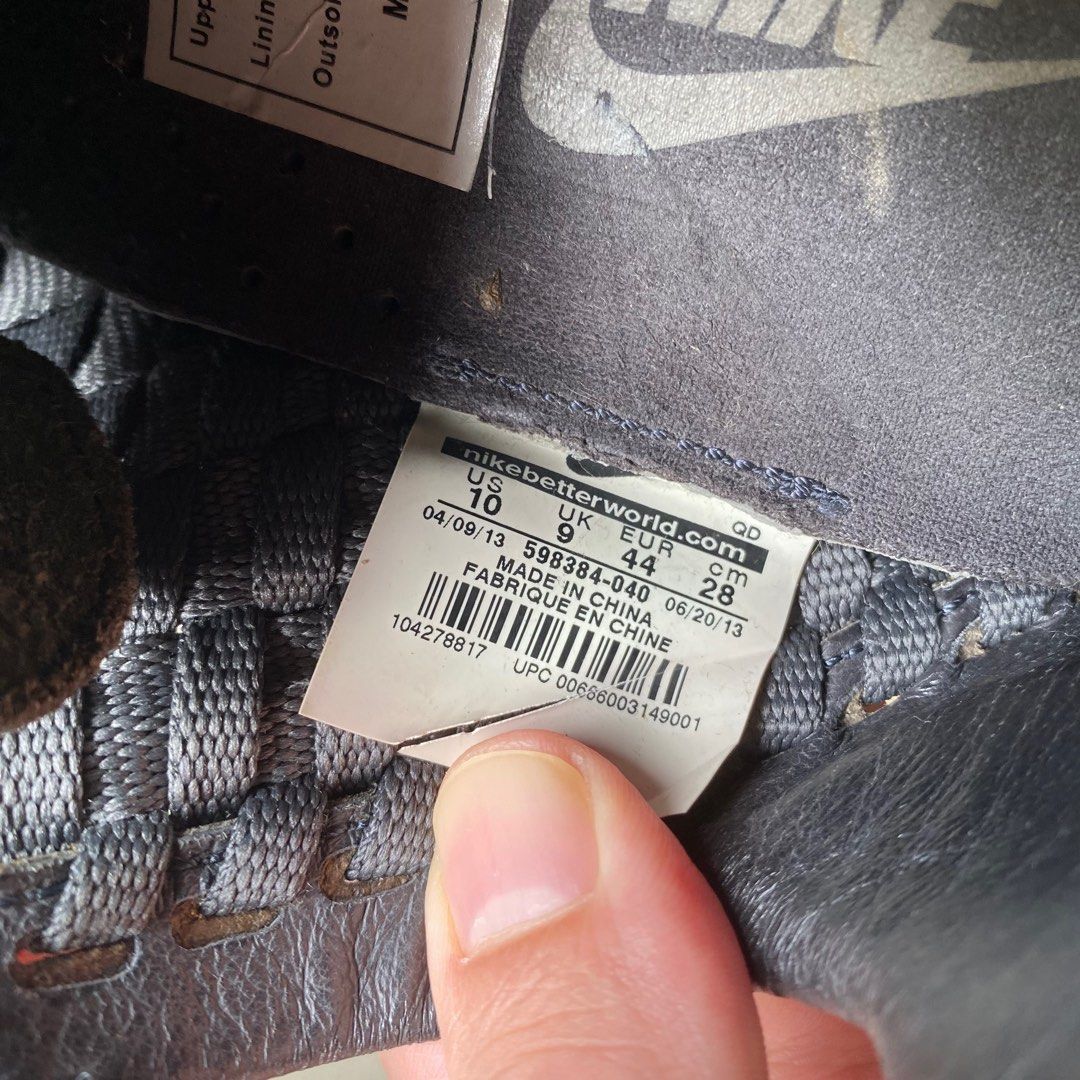 Upp
Linin
Outso
M
NIKE
nikebetterworld.com
QD
US UK EUR cm
10 9 44 28
04/09/13 598384-040 06/20/13
MADE IN CHINA
FABRIQUE EN CHINE
104278817 UPC 00666003149001